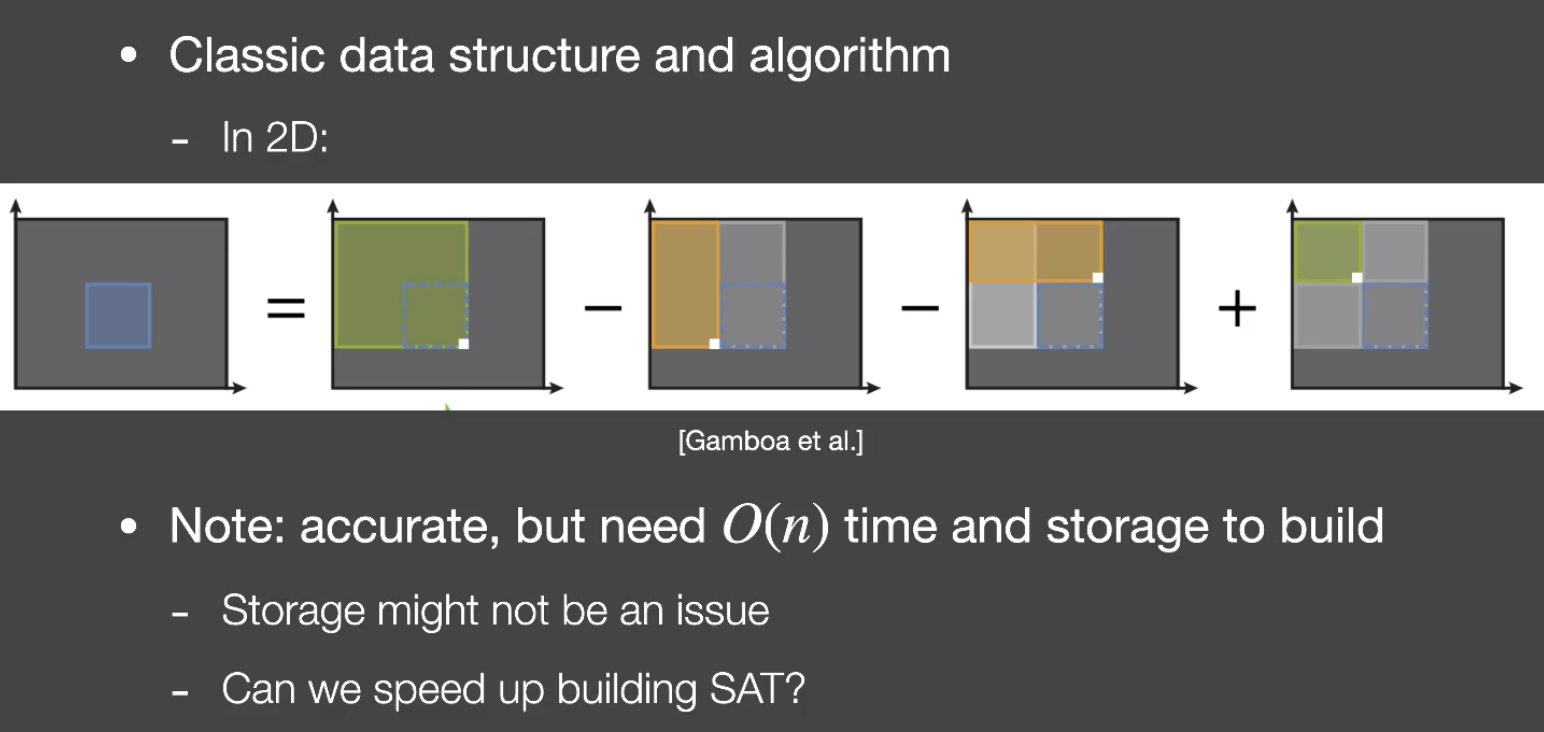 • Classic data structure and algorithm
- In 2D:
= − − +
[Gamboa et al.]
• Note: accurate, but need O(n) time and storage to build
- Storage might not be an issue
- Can we speed up building SAT?